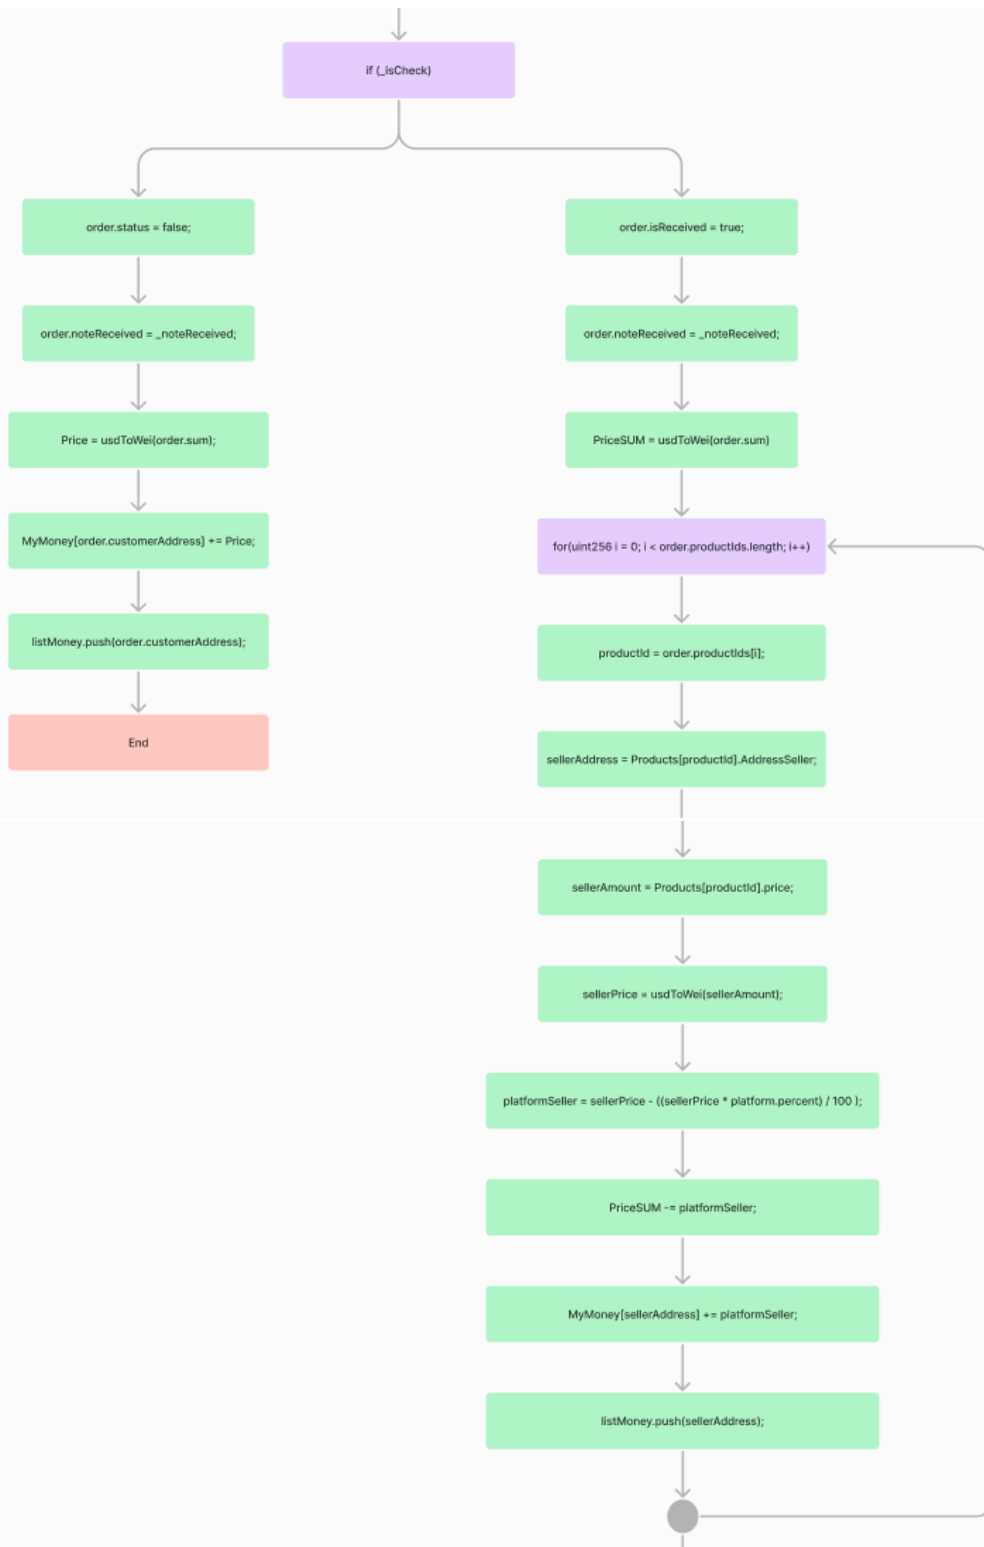 if (_isCheck)
order.status = false;
order.noteReceived = _noteReceived;
Price = usdToWei(order.sum);
MyMoney[order.customerAddress] += Price;
listMoney.push(order.customerAddress);
End
order.isReceived = true;
order.noteReceived = _noteReceived;
PriceSUM = usdToWei(order.sum)
for(uint256 i = 0; i < order.productIds.length; i++)
productId = order.productIds[i];
sellerAddress = Products[productId].AddressSeller;
sellerAmount = Products[productId].price;
sellerPrice = usdToWei(sellerAmount);
platformSeller = sellerPrice - ((sellerPrice * platform.percent) / 100 );
PriceSUM -= platformSeller;
MyMoney[sellerAddress] += platformSeller;
listMoney.push(sellerAddress);